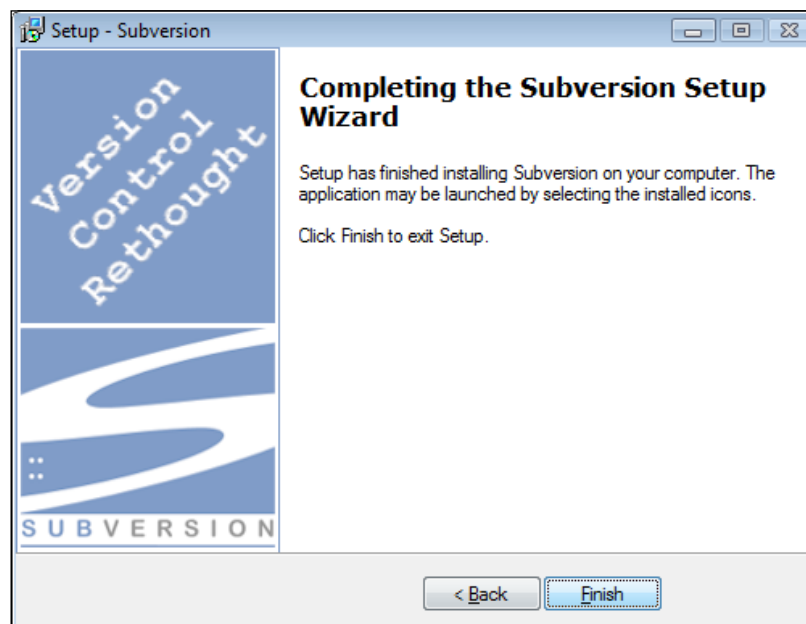 Setup - Subversion
Version
Control
Rethought
SUBVERSION
Completing the Subversion Setup
Wizard
Setup has finished installing Subversion on your computer. The
application may be launched by selecting the installed icons.
Click Finish to exit Setup.
< Back
Finish